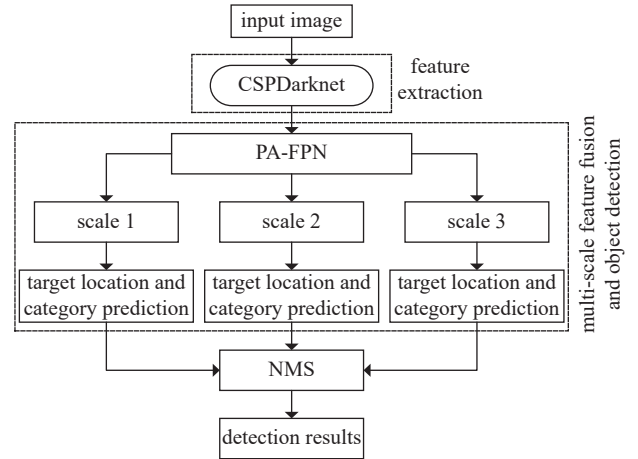 input image
CSPDarknet
feature
extraction
PA-FPN
scale 1
scale 2
scale 3
target location and
category prediction
target location and
category prediction
target location and
category prediction
multi-scale feature fusion
and object detection
NMS
detection results